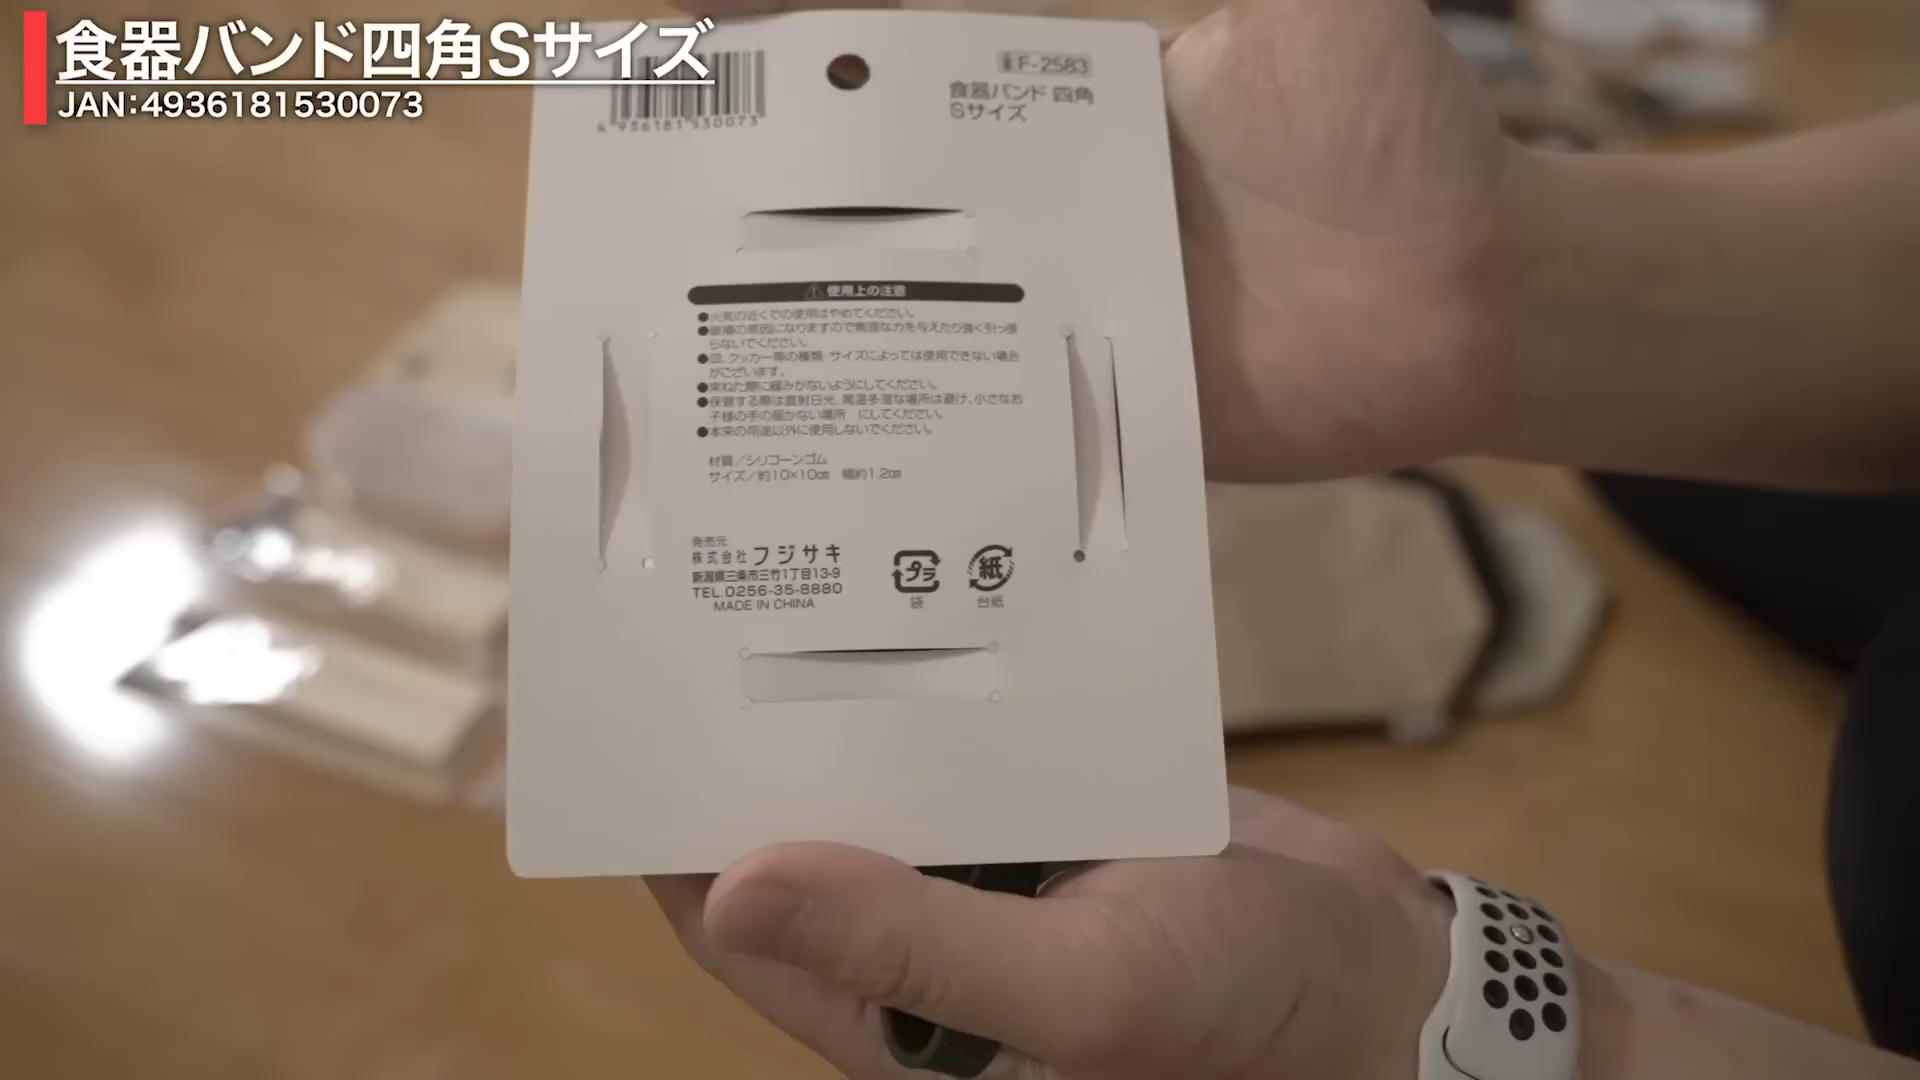 食器バンド四角Sサイズ
JAN:4936181530073
F-2583
食器バンド 四角
Sサイズ
4 936181 530073
使用上の注意
●火気の近くでの使用はやめてください。
●破損の原因になりますので無理な力を与えたり強く引っ張
らないでください。
●皿、クッカー等の種類・サイズによっては使用できない場合
がございます。
●束ねた際に緩みがないようにしてください。
●保管する際は直射日光、高温多湿な場所は避け、小さなお
子様の手の届かない場所 にしてください。
●本来の用途以外に使用しないでください。
材質／シリコーンゴム
サイズ／約10×10㎝ 幅約1.2㎝
発売元
株式会社フジサキ
新潟県三条市三竹1丁目13-9
TEL.0256-35-8880
MADE IN CHINA
プラ
袋
紙
台紙